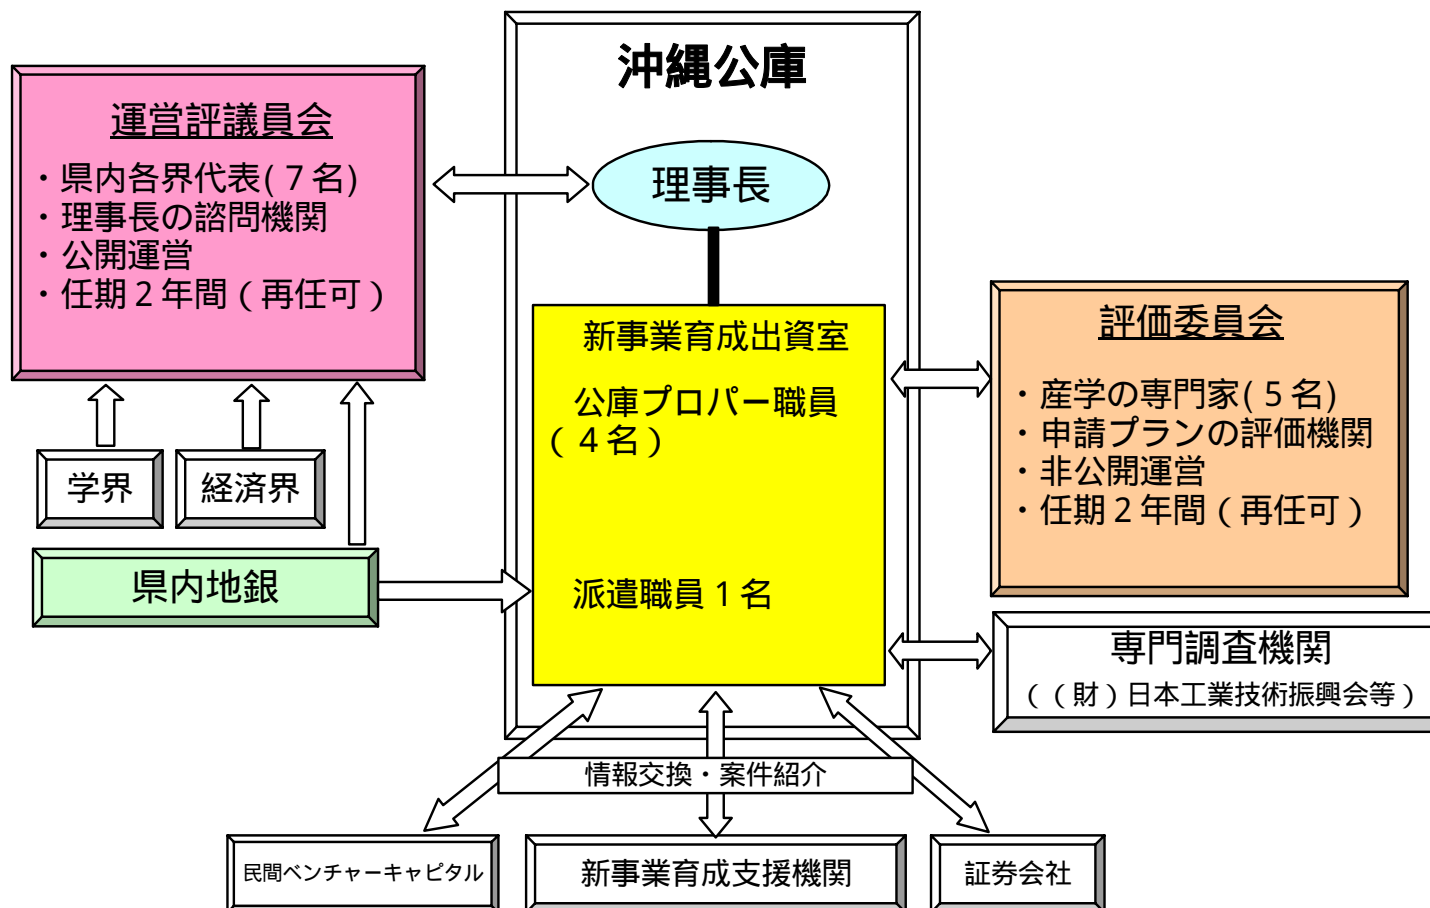 沖縄公庫
運営評議員会
・県内各界代表(７名)
・理事長の諮問機関
・公開運営
・任期２年間（再任可）
理事長
新事業育成出資室
公庫プロパー職員
（４名）
派遣職員１名
評価委員会
・産学の専門家(５名)
・申請プランの評価機関
・非公開運営
・任期２年間（再任可）
学界
経済界
県内地銀
専門調査機関
（（財）日本工業技術振興会等）
情報交換・案件紹介
民間ベンチャーキャピタル
新事業育成支援機関
証券会社